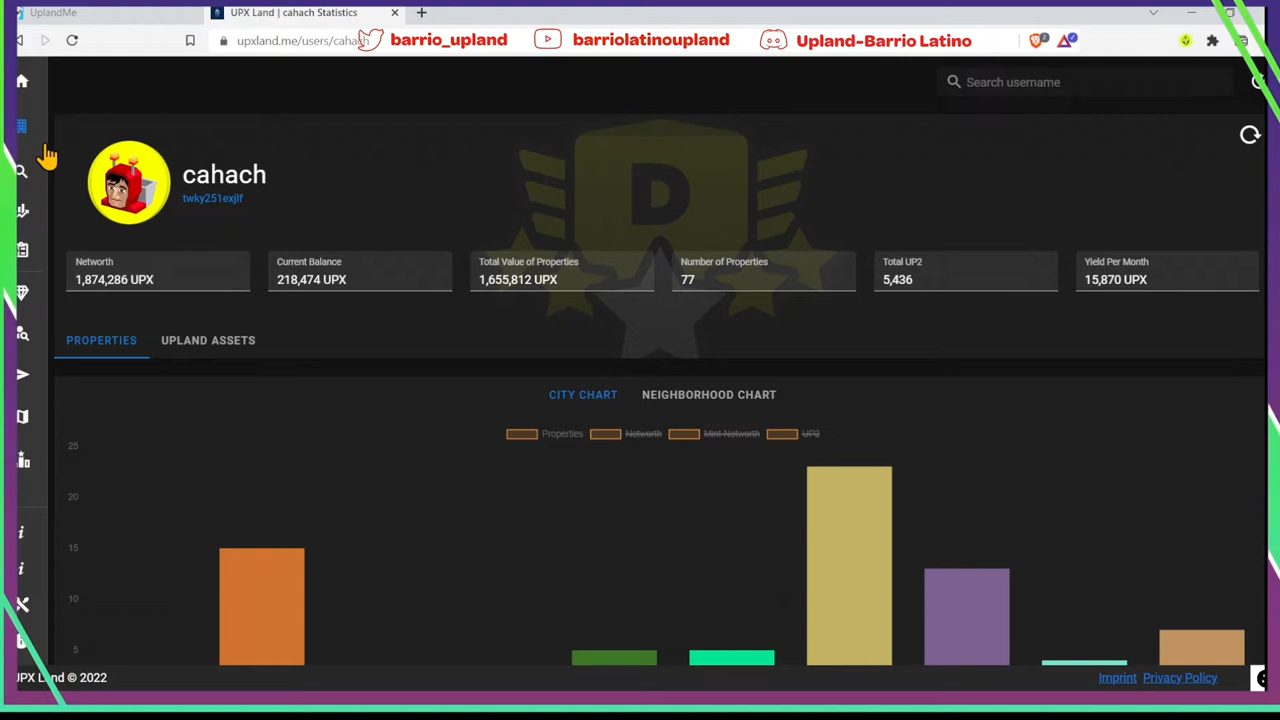 UplandMe
UPX Land | cahach Statistics
upxland.me/users/cahach
barrio_upland
barriolatinoupland
Upland-Barrio Latino
2
Search username
D
cahach
twky251exjlf
Networth
1,874,286 UPX
Current Balance
218,474 UPX
Total Value of Properties
1,655,812 UPX
Number of Properties
77
Total UP2
5,436
Yield Per Month
15,870 UPX
PROPERTIES
UPLAND ASSETS
CITY CHART
NEIGHBORHOOD CHART
Properties
Networth
Mint-Networth
UP2
25
20
15
10
5
UPX Land © 2022
Imprint
Privacy Policy